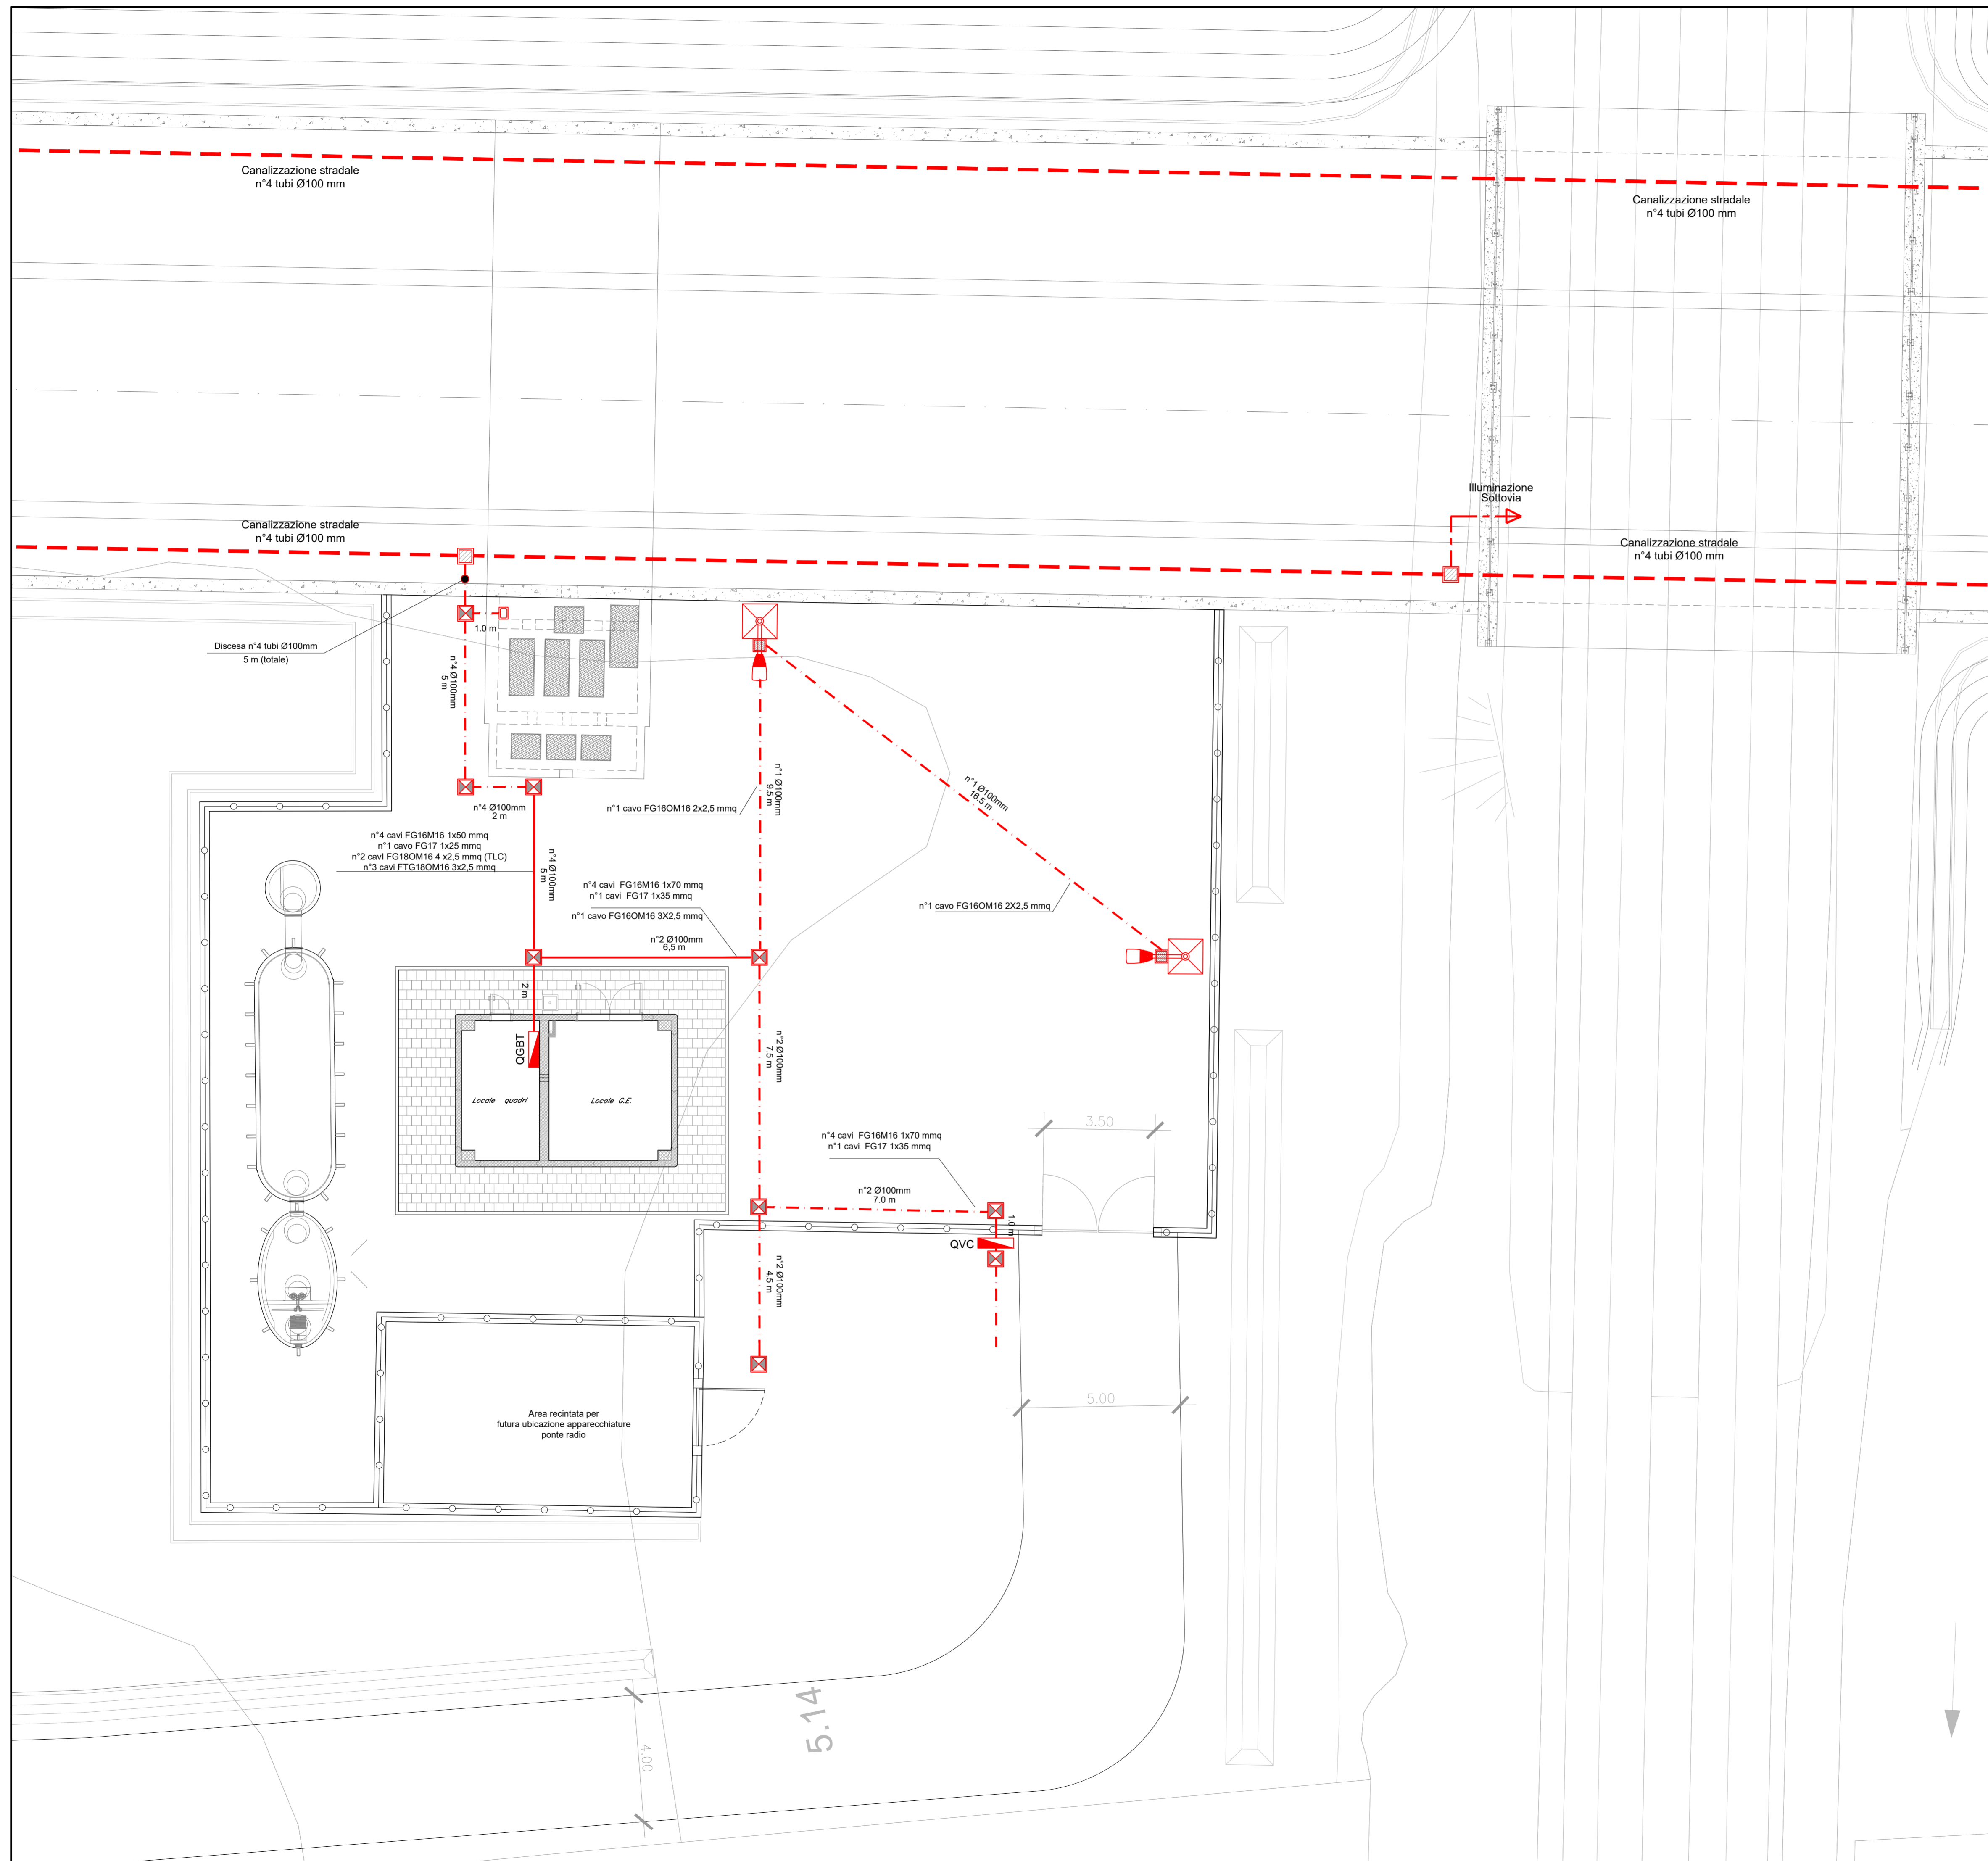 Canalizzazione stradale
n°4 tubi Ø100 mm
Canalizzazione stradale
n°4 tubi Ø100 mm
Illuminazione
Sottovia
Canalizzazione stradale
n°4 tubi Ø100 mm
Canalizzazione stradale
n°4 tubi Ø100 mm
1.0 m
Discesa n°4 tubi Ø100mm
5 m (totale)
n°4 Ø100mm
5 m
n°4 Ø100mm
2 m
n°1 cavo FG16OM16 2x2,5 mmq
n°1 Ø100mm
9.5 m
n°1 Ø100mm
16.5 m
n°4 cavi FG16M16 1x50 mmq
n°1 cavo FG17 1x25 mmq
n°2 cavI FG18OM16 4 x2,5 mmq (TLC)
n°3 cavi FTG18OM16 3x2,5 mmq
n°4 Ø100mm
5 m
n°4 cavi  FG16M16 1x70 mmq
n°1 cavi  FG17 1x35 mmq
n°1 cavo FG16OM16 3X2,5 mmq
n°1 cavo FG16OM16 2X2,5 mmq
n°2 Ø100mm
6,5 m
2 m
QGBT
n°2 Ø100mm
7.5 m
Locale quadri
Locale G.E.
3.50
n°4 cavi  FG16M16 1x70 mmq
n°1 cavi  FG17 1x35 mmq
n°2 Ø100mm
7.0 m
1.0 m
QVC
n°2 Ø100mm
4.5 m
5.00
Area recintata per
futura ubicazione apparecchiature
ponte radio
5.14
4.00